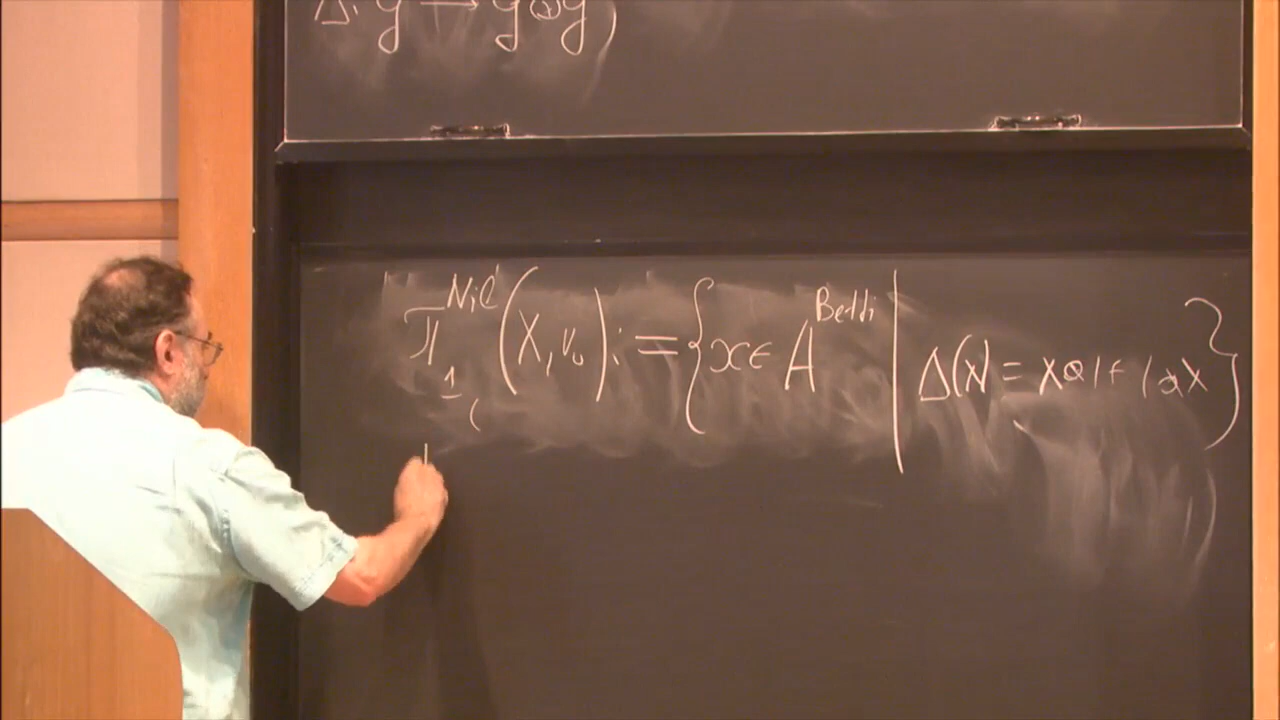 Δ: g → g ⊗ g)
π₁^Nil (X, v₀) := {x ∈ A^Betti | Δ(x) = x⊗1 + 1⊗x}